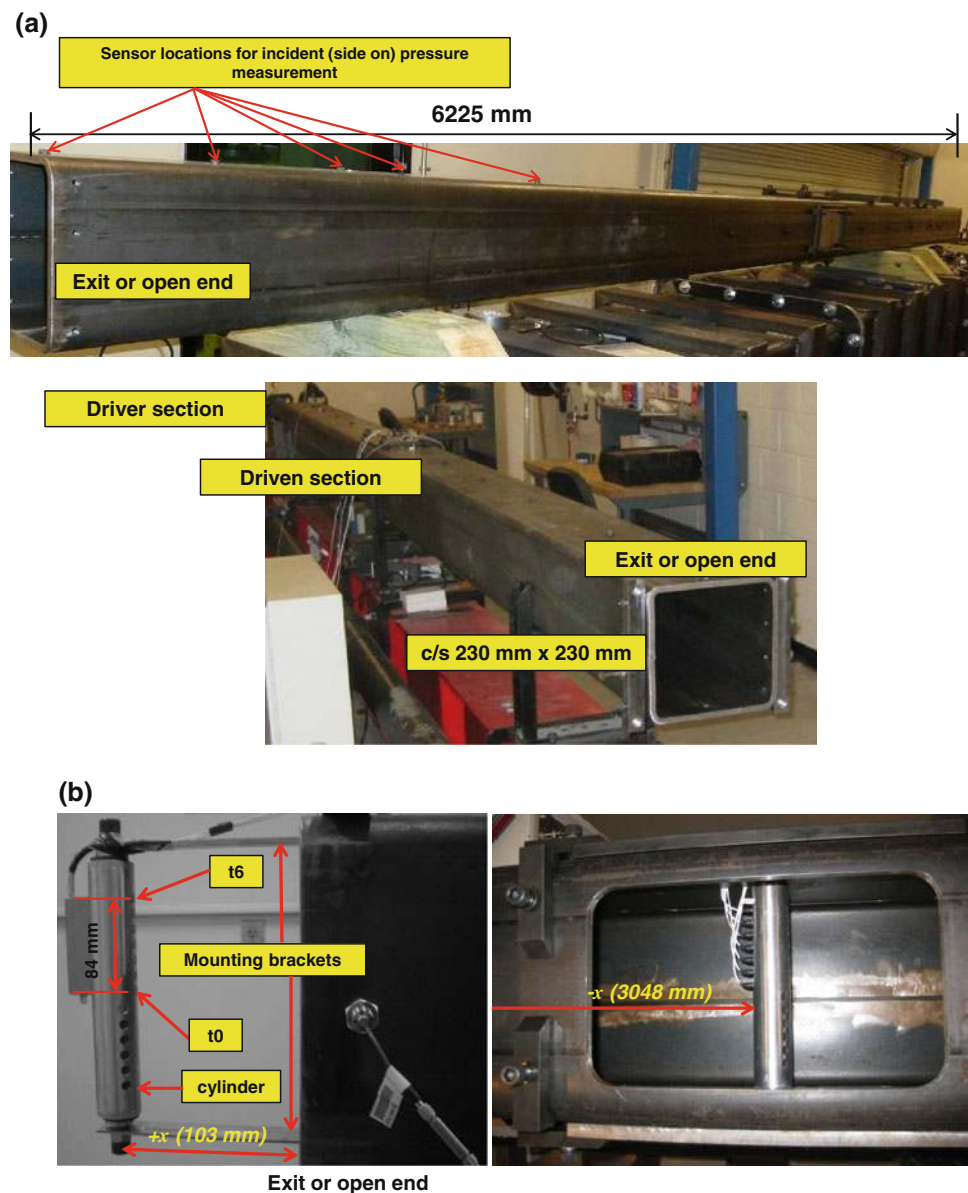 (a)
Sensor locations for incident (side on) pressure
measurement
6225 mm
Exit or open end
Driver section
Driven section
Exit or open end
c/s 230 mm x 230 mm
(b)
t6
84 mm
Mounting brackets
t0
cylinder
+x (103 mm)
-x (3048 mm)
Exit or open end